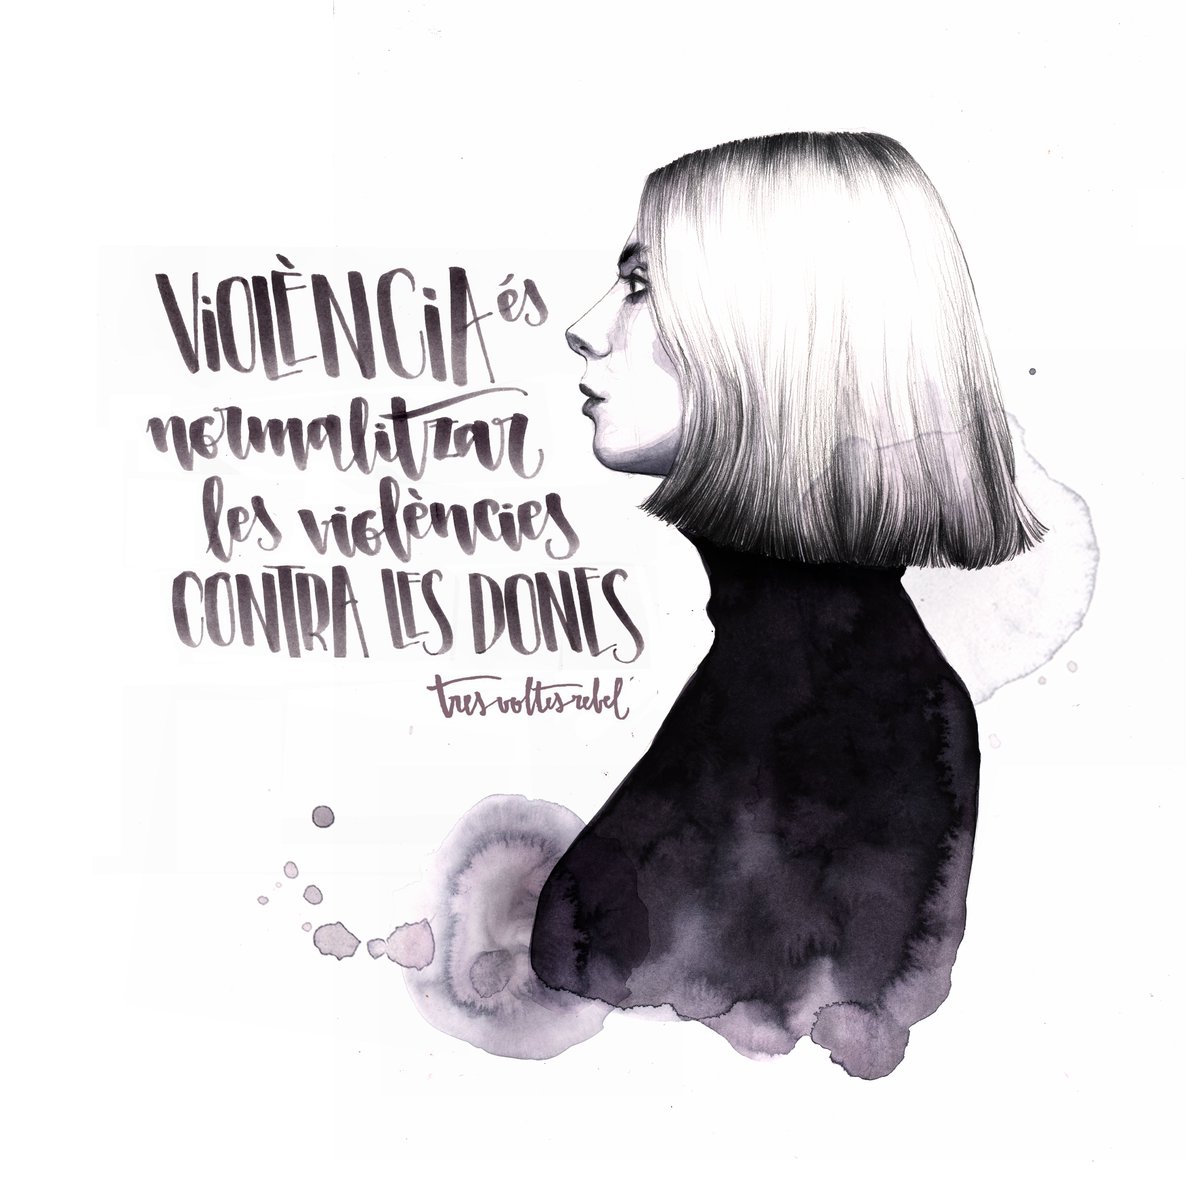 VIOLÈNCIA és
normalitzar
les violències
CONTRA LES DONES
tres voltes rebel'